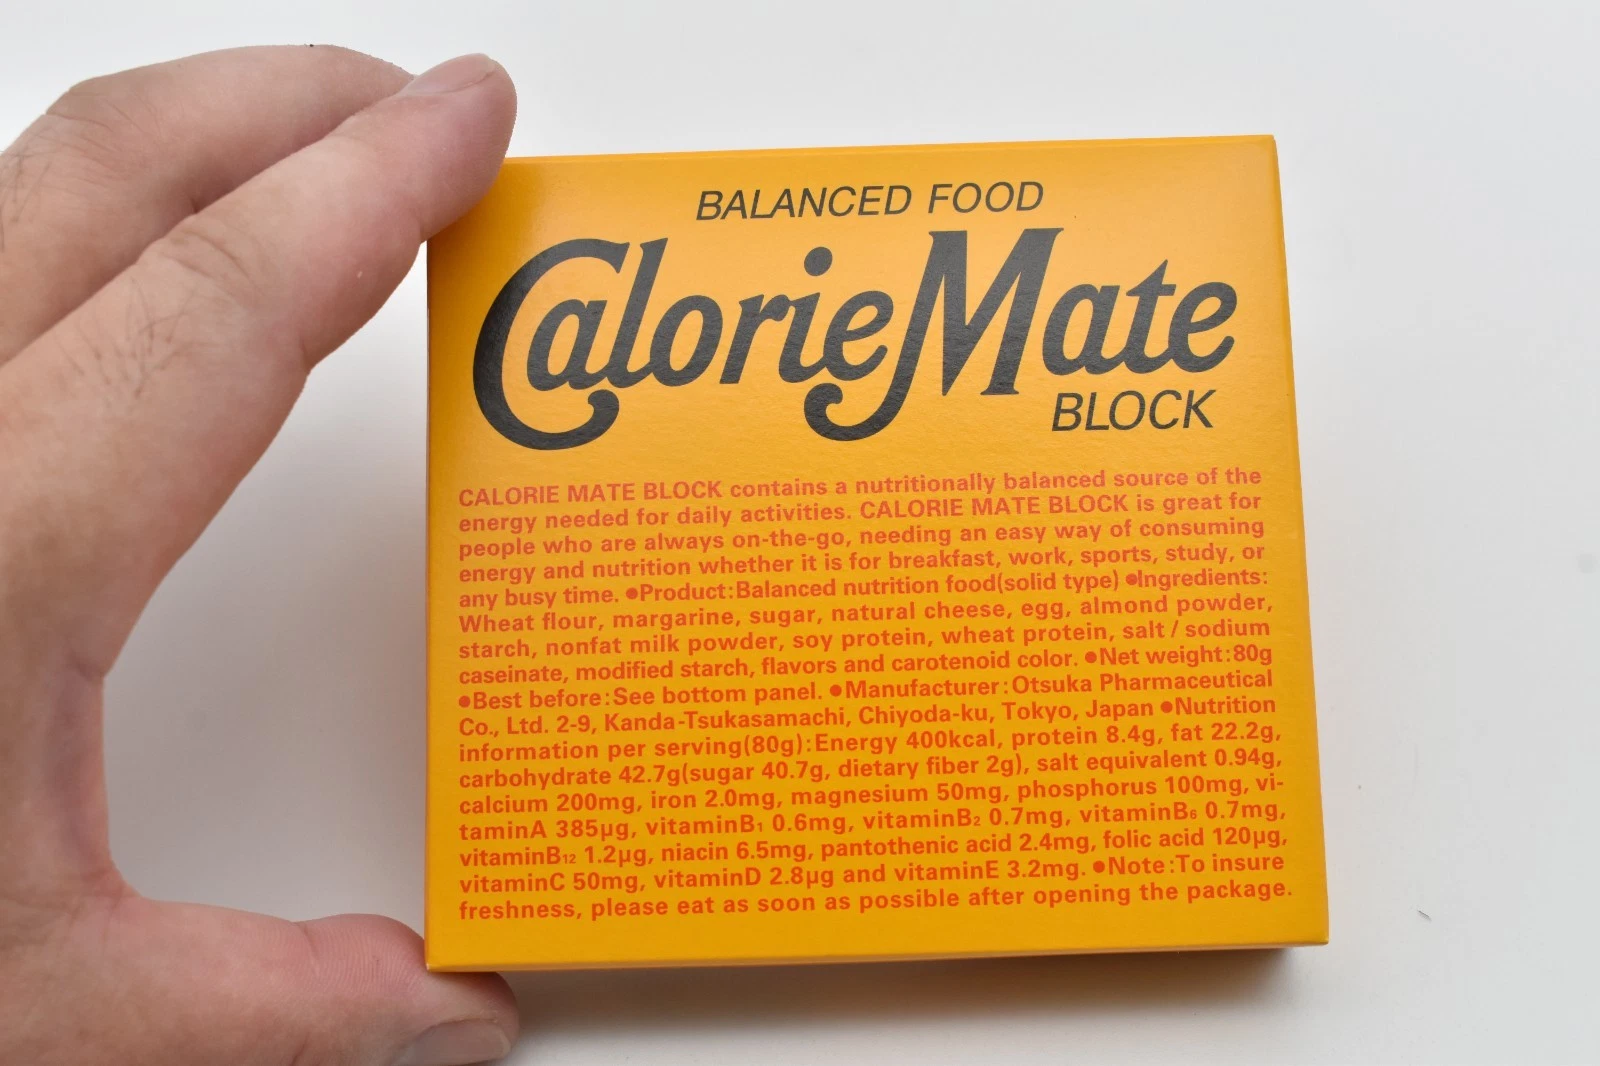 BALANCED FOOD
CalorieMate
BLOCK
CALORIE MATE BLOCK contains a nutritionally balanced source of the
energy needed for daily activities. CALORIE MATE BLOCK is great for
people who are always on-the-go, needing an easy way of consuming
energy and nutrition whether it is for breakfast, work, sports, study, or
any busy time. ●Product:Balanced nutrition food(solid type) ●Ingredients:
Wheat flour, margarine, sugar, natural cheese, egg, almond powder,
starch, nonfat milk powder, soy protein, wheat protein, salt / sodium
caseinate, modified starch, flavors and carotenoid color. ●Net weight:80g
●Best before:See bottom panel. ●Manufacturer:Otsuka Pharmaceutical
Co., Ltd. 2-9, Kanda-Tsukasamachi, Chiyoda-ku, Tokyo, Japan ●Nutrition
information per serving(80g):Energy 400kcal, protein 8.4g, fat 22.2g,
carbohydrate 42.7g(sugar 40.7g, dietary fiber 2g), salt equivalent 0.94g,
calcium 200mg, iron 2.0mg, magnesium 50mg, phosphorus 100mg, vi-
taminA 385µg, vitaminB₁ 0.6mg, vitaminB₂ 0.7mg, vitaminB₆ 0.7mg,
vitaminB₁₂ 1.2µg, niacin 6.5mg, pantothenic acid 2.4mg, folic acid 120µg,
vitaminC 50mg, vitaminD 2.8µg and vitaminE 3.2mg. ●Note:To insure
freshness, please eat as soon as possible after opening the package.